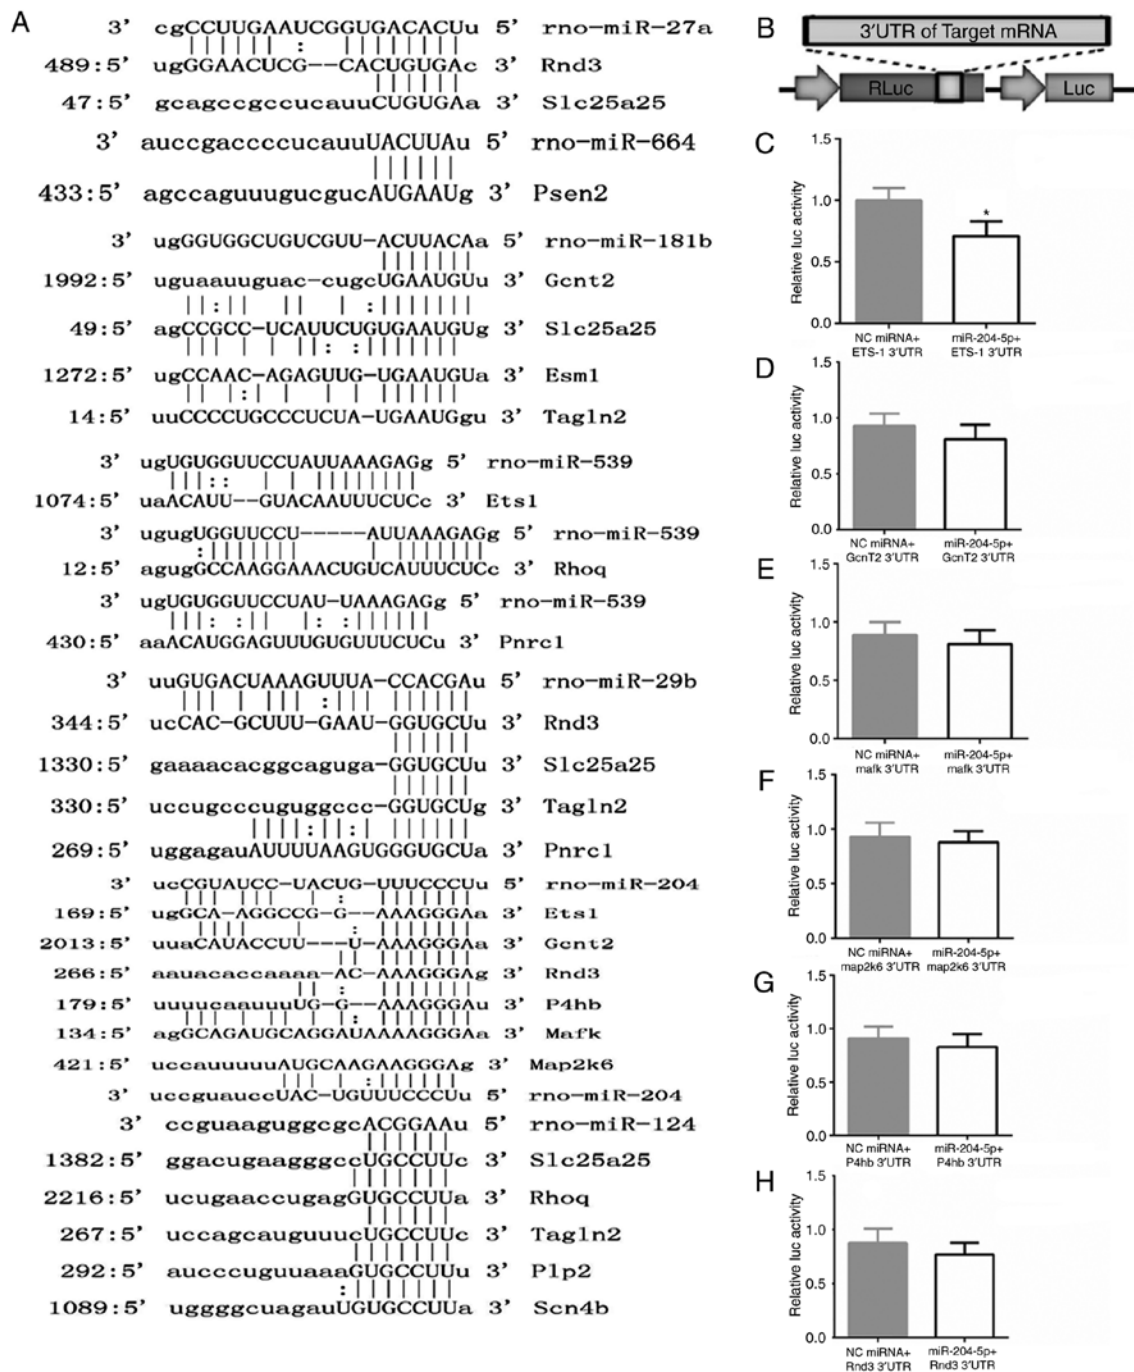 A
3’ cgCCUUGAAUCGGUGACACUu 5’ rno-miR-27a
489:5’ ugGGAACUCG--CACUGUGAc 3’ Rnd3
47:5’ gcagccgccucauuCUGUGAa 3’ Slc25a25
3’ auccgaccccucauuUACUUAu 5’ rno-miR-664
433:5’ agccaguuugucgucAUGAAUg 3’ Psen2
3’ ugGGUGGCUGUCGUU-ACUUACAa 5’ rno-miR-181b
1992:5’ uguaauuguac-cugcUGAAUGUu 3’ Gcnt2
49:5’ agCCGCC-UCAUUCUGUGAAUGUg 3’ Slc25a25
1272:5’ ugCCAAC-AGAGUUG-UGAAUGUa 3’ Esm1
14:5’ uuCCCCUGCCCUCUA-UGAAUGgu 3’ Tagln2
3’ ugUGUGGUUCCUAUUAAAGAGg 5’ rno-miR-539
1074:5’ uaACAUU--GUACAAUUUCUCc 3’ Ets1
3’ ugugUGGUUCCU-----AUUAAAGAGg 5’ rno-miR-539
12:5’ agugGCCAAGGAAACUGUCAUUUCUCc 3’ Rhoq
3’ ugUGUGGUUCCUAU-UAAAGAGg 5’ rno-miR-539
430:5’ aaACAUGGAGUUUGUGUUUCUCu 3’ Pnrc1
3’ uuGUGACUAAAGUUUA-CCACGAu 5’ rno-miR-29b
344:5’ ucCAC-GCUUU-GAAU-GGUGCUu 3’ Rnd3
1330:5’ gaaaacacggcaguga-GGUGCUu 3’ Slc25a25
330:5’ uccugcccuguggccc-GGUGCUg 3’ Tagln2
269:5’ uggagauAUUUUAAGUGGGUGCUa 3’ Pnrc1
3’ ucCGUAUCC-UACUG-UUUCCCUu 5’ rno-miR-204
169:5’ ugGCA-AGGCCG-G--AAAGGGAa 3’ Ets1
2013:5’ uuaCAUACCUU---U-AAAGGGAa 3’ Gcnt2
266:5’ aauacaccaaaa-AC-AAAGGGAg 3’ Rnd3
179:5’ uuuucaauuuUG-G--AAAGGGAu 3’ P4hb
134:5’ agGCAGAUGCAGGAUAAAAGGGAa 3’ Mafk
421:5’ uccauuuuuAUGCAAGAAGGGAg 3’ Map2k6
3’ uccguauccUAC-UGUUUCCCUu 5’ rno-miR-204
3’ ccguaaguggcgcACGGAAu 5’ rno-miR-124
1382:5’ ggacugaagggccUGCCUUc 3’ Slc25a25
2216:5’ ucugaaccugagGUGCCUUa 3’ Rhoq
267:5’ uccagcauguuucUGCCUUc 3’ Tagln2
292:5’ aucccuguuaaaGUGCCUUu 3’ Plp2
1089:5’ uggggcuagauUGUGCCUUa 3’ Scn4b
B
3’UTR of Target mRNA
RLuc
Luc
C
Relative luc activity
1.5
1.0
0.5
0.0
*
NC miRNA+ miR-204-5p+
ETS-1 3’UTR ETS-1 3’UTR
D
Relative luc activity
1.5
1.0
0.5
0.0
NC miRNA+ miR-204-5p+
GcnT2 3’UTR GcnT2 3’UTR
E
Relative luc activity
1.5
1.0
0.5
0.0
NC miRNA+ miR-204-5p+
mafk 3’UTR mafk 3’UTR
F
Relative luc activity
1.5
1.0
0.5
0.0
NC miRNA+ miR-204-5p+
map2k6 3’UTR map2k6 3’UTR
G
Relative luc activity
1.5
1.0
0.5
0.0
NC miRNA+ miR-204-5p+
P4hb 3’UTR P4hb 3’UTR
H
Relative luc activity
1.5
1.0
0.5
0.0
NC miRNA+ miR-204-5p+
Rnd3 3’UTR Rnd3 3’UTR